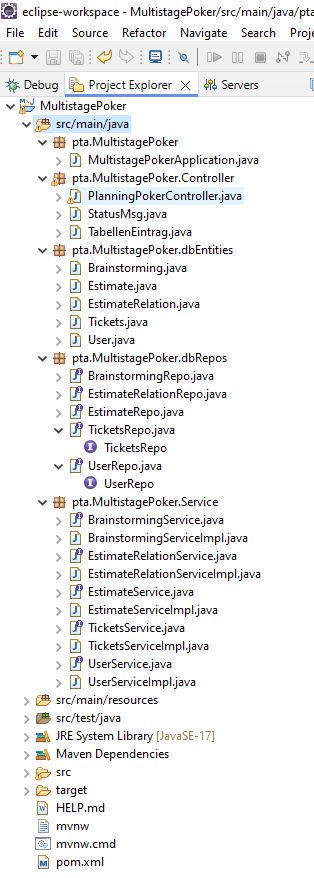 eclipse-workspace - MultistagePoker/src/main/java/pta
File Edit Source Refactor Navigate Search Proj
Debug Project Explorer Servers
MultistagePoker
src/main/java
pta.MultistagePoker
MultistagePokerApplication.java
pta.MultistagePoker.Controller
PlanningPokerController.java
StatusMsg.java
TabellenEintrag.java
pta.MultistagePoker.dbEntities
Brainstorming.java
Estimate.java
EstimateRelation.java
Tickets.java
User.java
pta.MultistagePoker.dbRepos
BrainstormingRepo.java
EstimateRelationRepo.java
EstimateRepo.java
TicketsRepo.java
TicketsRepo
UserRepo.java
UserRepo
pta.MultistagePoker.Service
BrainstormingService.java
BrainstormingServiceImpl.java
EstimateRelationService.java
EstimateRelationServiceImpl.java
EstimateService.java
EstimateServiceImpl.java
TicketsService.java
TicketsServiceImpl.java
UserService.java
UserServiceImpl.java
src/main/resources
src/test/java
JRE System Library [JavaSE-17]
Maven Dependencies
src
target
HELP.md
mvnw
mvnw.cmd
pom.xml